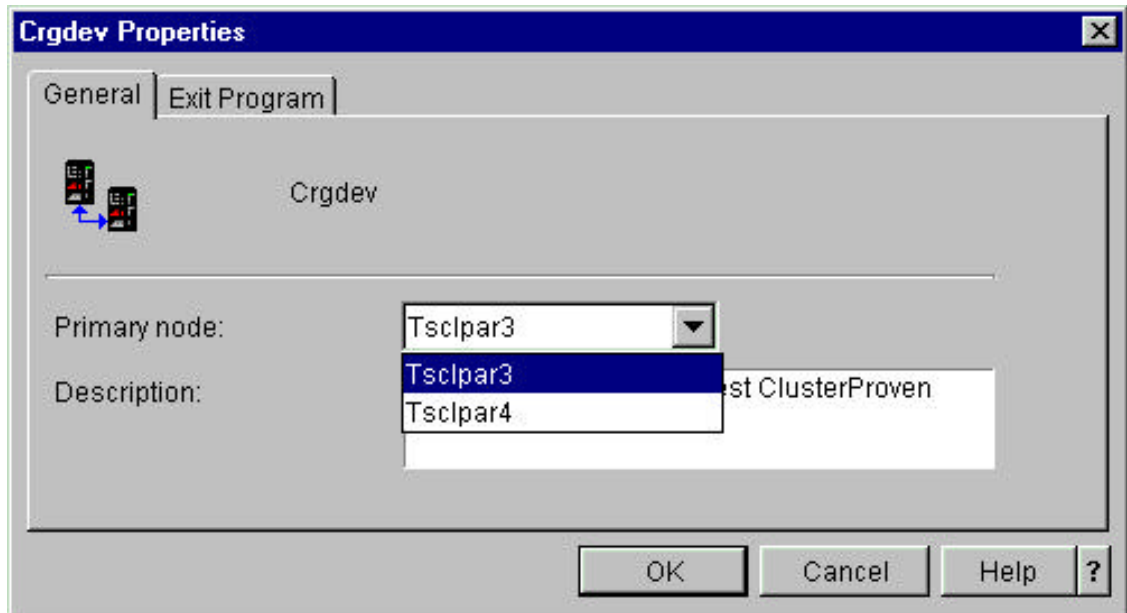 Crgdev Properties
General
Exit Program
Crgdev
Primary node:
Tsclpar3
Tsclpar3
Tsclpar4
Description:
est ClusterProven
OK
Cancel
Help
?